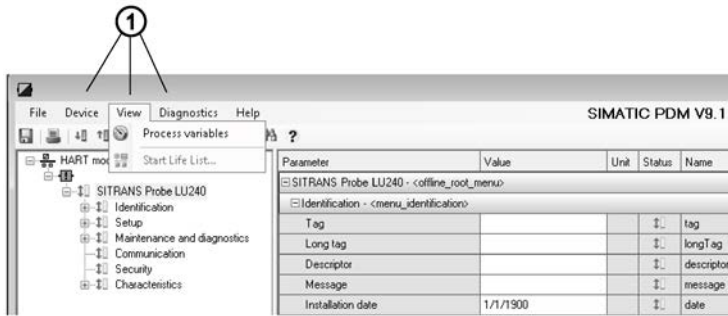 1
SIMATIC PDM V9.1
File Device View Diagnostics Help
Process variables
Start Life List...
?
HART
SITRANS Probe LU240
Identification
Setup
Maintenance and diagnostics
Communication
Security
Characteristics
Parameter Value Unit Status Name
SITRANS Probe LU240 - <offline_root_menu>
Identification - <menu_identification>
Tag tag
Long tag longTag
Descriptor descriptor
Message message
Installation date 1/1/1900 date